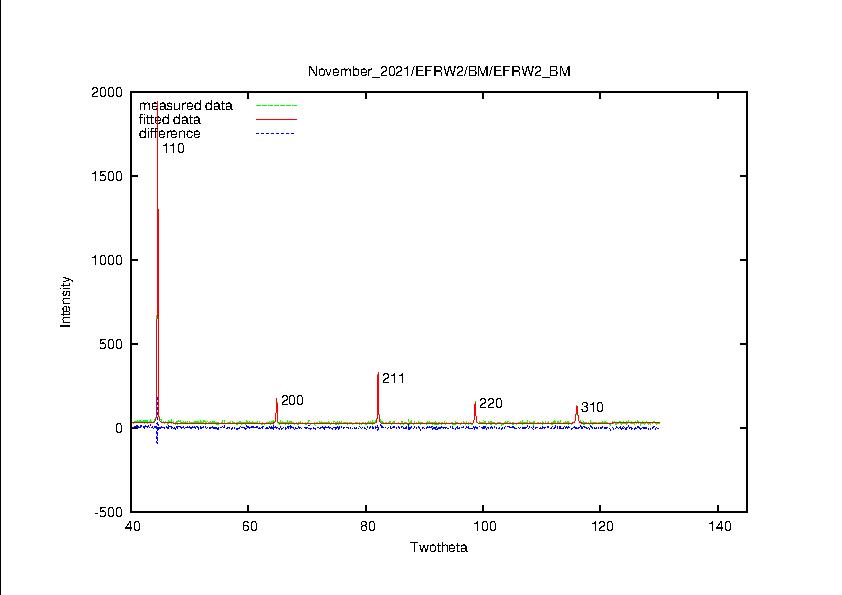 November_2021/EFRW2/BM/EFRW2_BM
2000
measured data
fitted data
difference
110
1500
1000
Intensity
500
211
200
220
310
0
-500
40 60 80 100 120 140
Twotheta